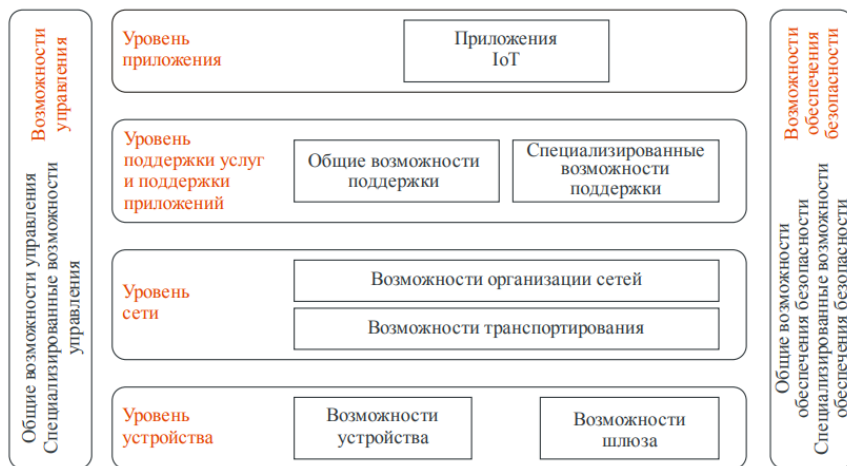 Возможности
управления
Общие возможности управления
Специализированные возможности
управления
Уровень
приложения
Приложения
IoT
Уровень
поддержки услуг
и поддержки
приложений
Общие возможности
поддержки
Специализированные
возможности
поддержки
Уровень
сети
Возможности организации сетей
Возможности транспортирования
Уровень
устройства
Возможности
устройства
Возможности
шлюза
Возможности
обеспечения
безопасности
Общие возможности
обеспечения безопасности
Специализированные возможности
обеспечения безопасности